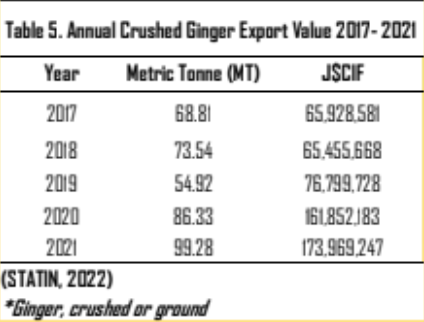 Table 5. Annual Crushed Ginger Export Value 2017- 2021
Year Metric Tonne (MT) J$CIF
2017 68.81 65,928,581
2018 73.54 65,455,668
2019 54.92 76,799,728
2020 86.33 161,852,183
2021 99.28 173,969,247
(STATIN, 2022)
*Ginger, crushed or ground